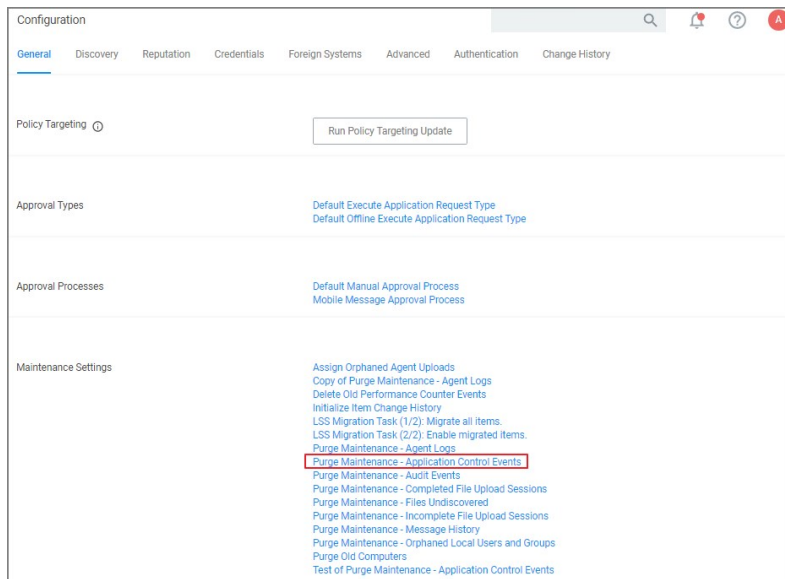 Configuration
A
General Discovery Reputation Credentials Foreign Systems Advanced Authentication Change History
Policy Targeting
Run Policy Targeting Update
Approval Types
Default Execute Application Request Type
Default Offline Execute Application Request Type
Approval Processes
Default Manual Approval Process
Mobile Message Approval Process
Maintenance Settings
Assign Orphaned Agent Uploads
Copy of Purge Maintenance - Agent Logs
Delete Old Performance Counter Events
Initialize Item Change History
LSS Migration Task (1/2): Migrate all items.
LSS Migration Task (2/2): Enable migrated items.
Purge Maintenance - Agent Logs
Purge Maintenance - Application Control Events
Purge Maintenance - Audit Events
Purge Maintenance - Completed File Upload Sessions
Purge Maintenance - Files Undiscovered
Purge Maintenance - Incomplete File Upload Sessions
Purge Maintenance - Message History
Purge Maintenance - Orphaned Local Users and Groups
Purge Old Computers
Test of Purge Maintenance - Application Control Events